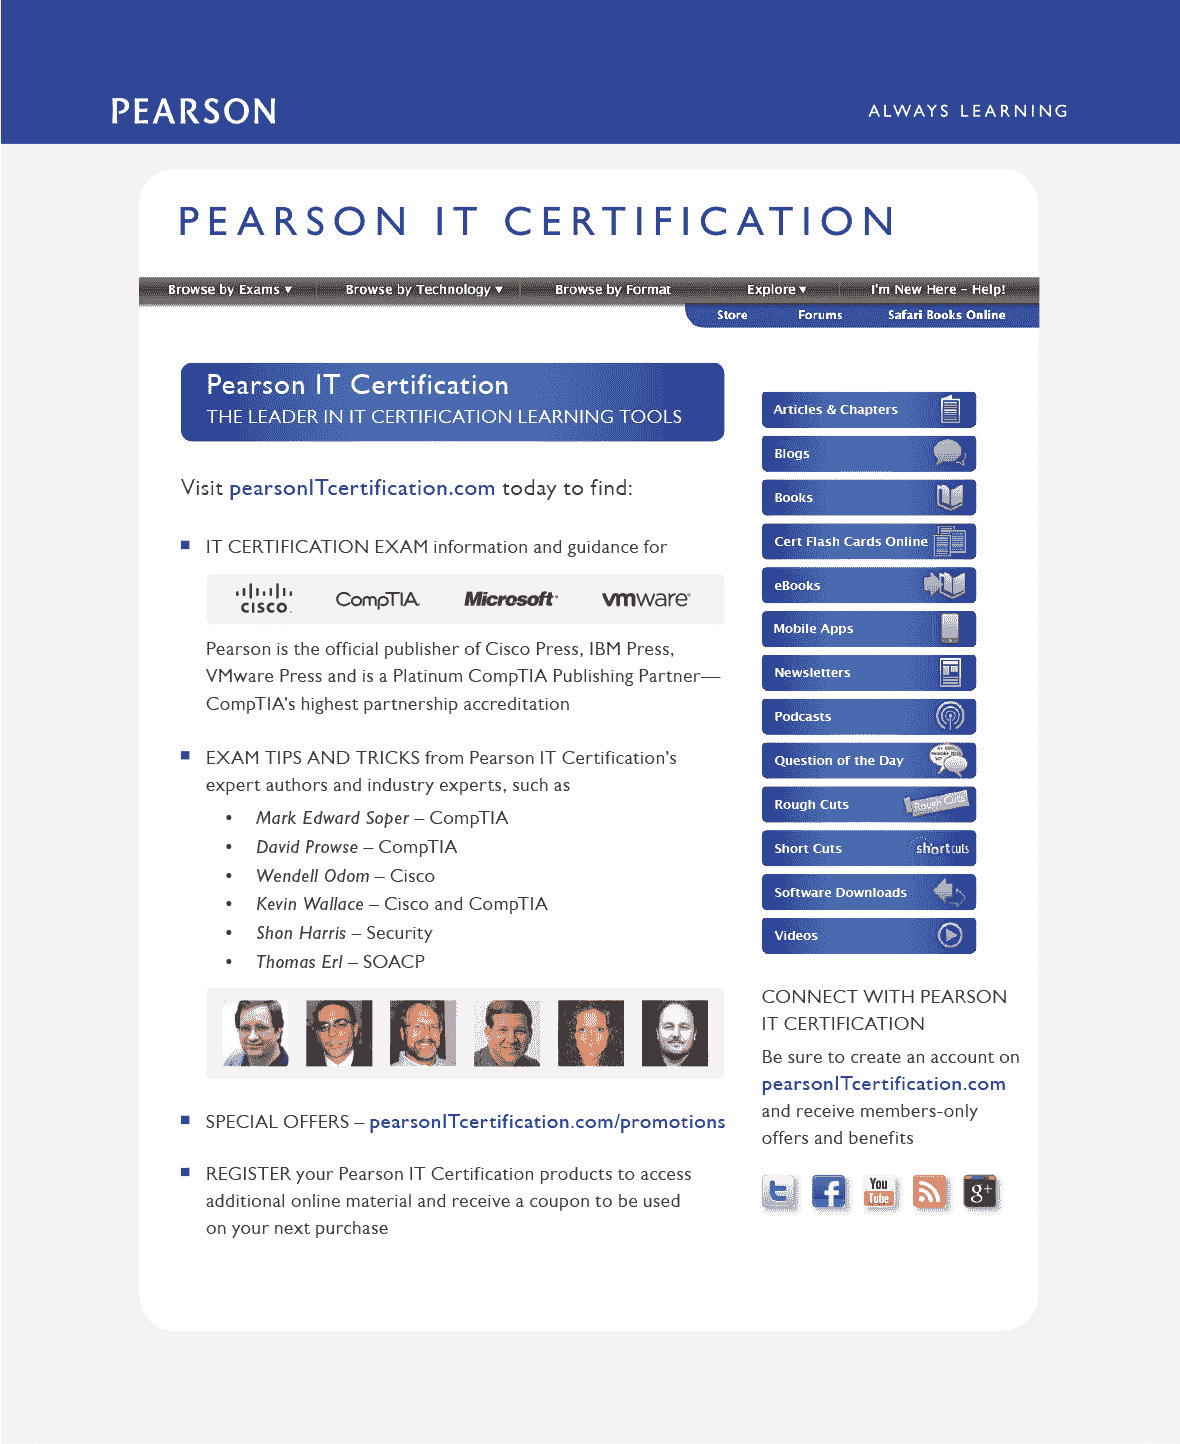 PEARSON
ALWAYS LEARNING
PEARSON IT CERTIFICATION
Browse by Exams ▾
Browse by Technology ▾
Browse by Format
Explore ▾
I'm New Here – Help!
Store
Forums
Safari Books Online
Pearson IT Certification
THE LEADER IN IT CERTIFICATION LEARNING TOOLS
Visit pearsonITcertification.com today to find:
■ IT CERTIFICATION EXAM information and guidance for
CISCO.
CompTIA.
Microsoft®
vmware®
Pearson is the official publisher of Cisco Press, IBM Press,
VMware Press and is a Platinum CompTIA Publishing Partner—
CompTIA's highest partnership accreditation
■ EXAM TIPS AND TRICKS from Pearson IT Certification's
expert authors and industry experts, such as
• Mark Edward Soper – CompTIA
• David Prowse – CompTIA
• Wendell Odom – Cisco
• Kevin Wallace – Cisco and CompTIA
• Shon Harris – Security
• Thomas Erl – SOACP
■ SPECIAL OFFERS – pearsonITcertification.com/promotions
■ REGISTER your Pearson IT Certification products to access
additional online material and receive a coupon to be used
on your next purchase
Articles & Chapters
Blogs
Books
Cert Flash Cards Online
eBooks
Mobile Apps
Newsletters
Podcasts
Question of the Day
Rough Cuts
Rough Cuts
Short Cuts
shortcuts
Software Downloads
Videos
CONNECT WITH PEARSON
IT CERTIFICATION
Be sure to create an account on
pearsonITcertification.com
and receive members-only
offers and benefits
t
f
You
Tube
g+